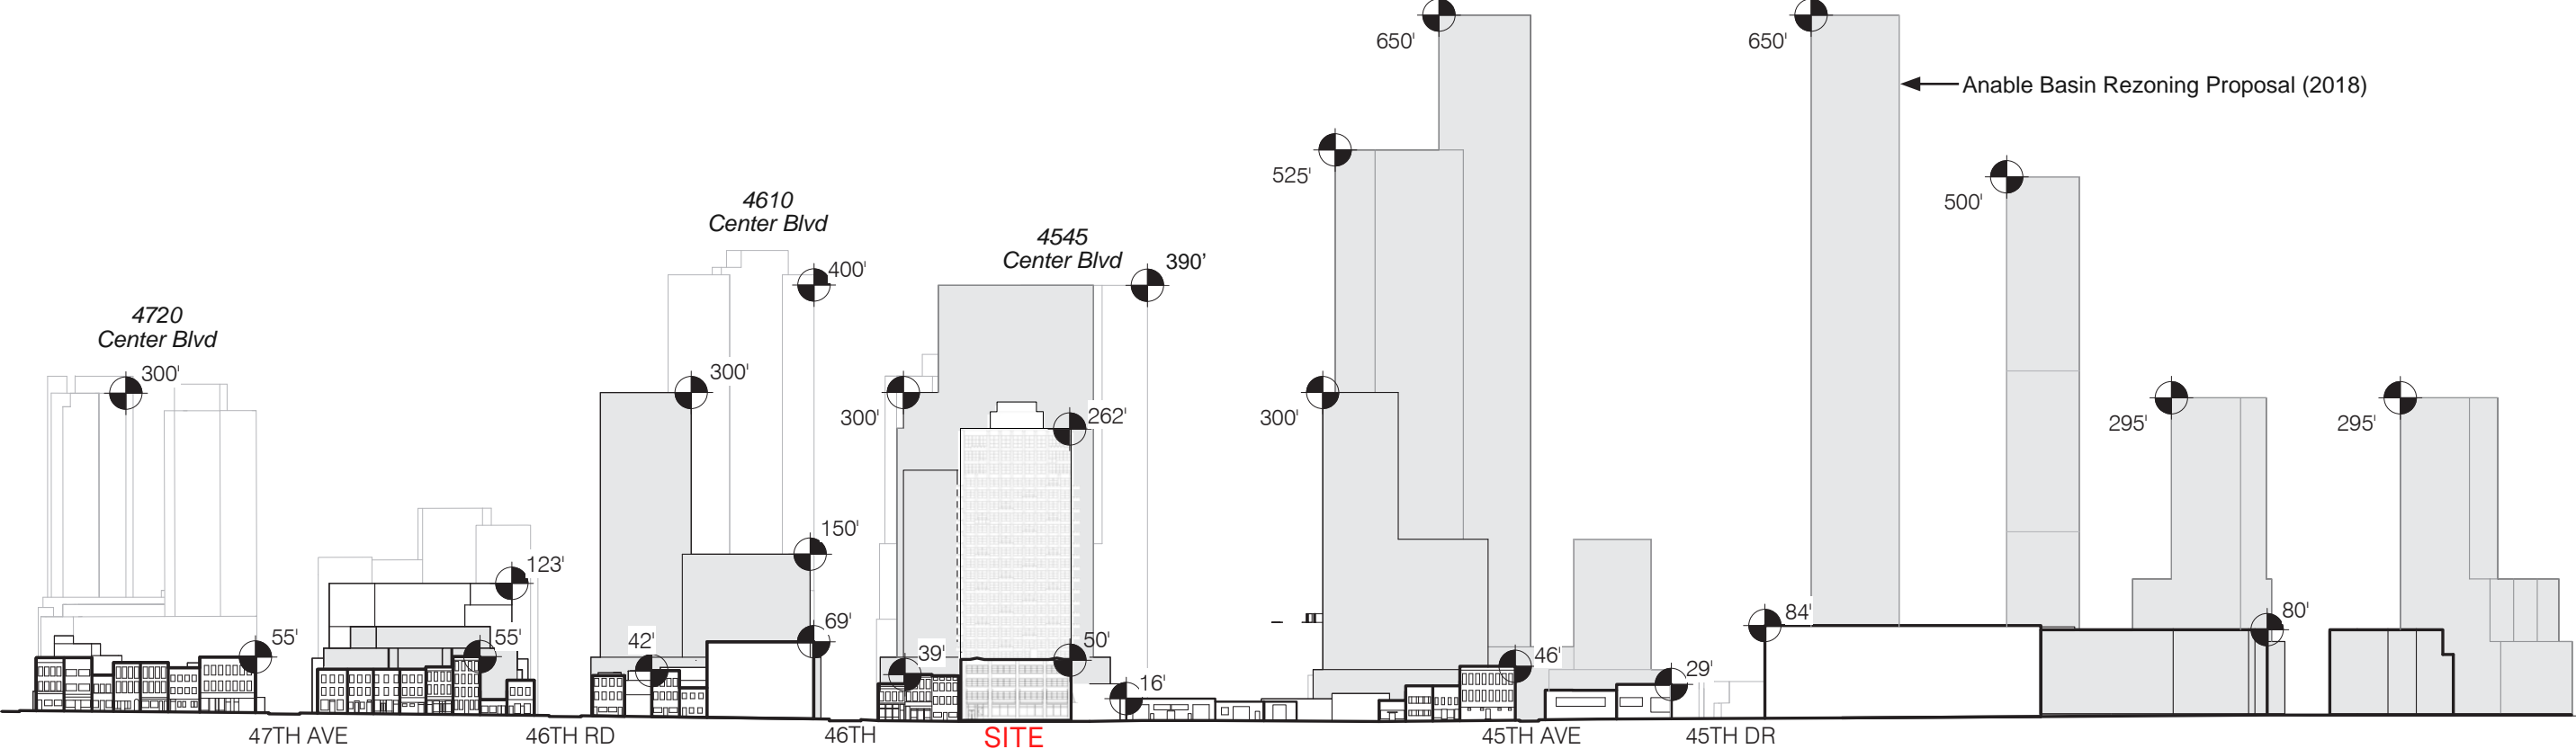 650'
650'
Anable Basin Rezoning Proposal (2018)
525'
500'
4610
Center Blvd
4545
Center Blvd
400'
390’
4720
Center Blvd
300'
300'
300'
262'
300'
295'
295'
150'
123'
84'
80'
69'
55'
55'
42'
39'
50'
46'
29'
16'
47TH AVE
46TH RD
46TH
SITE
45TH AVE
45TH DR